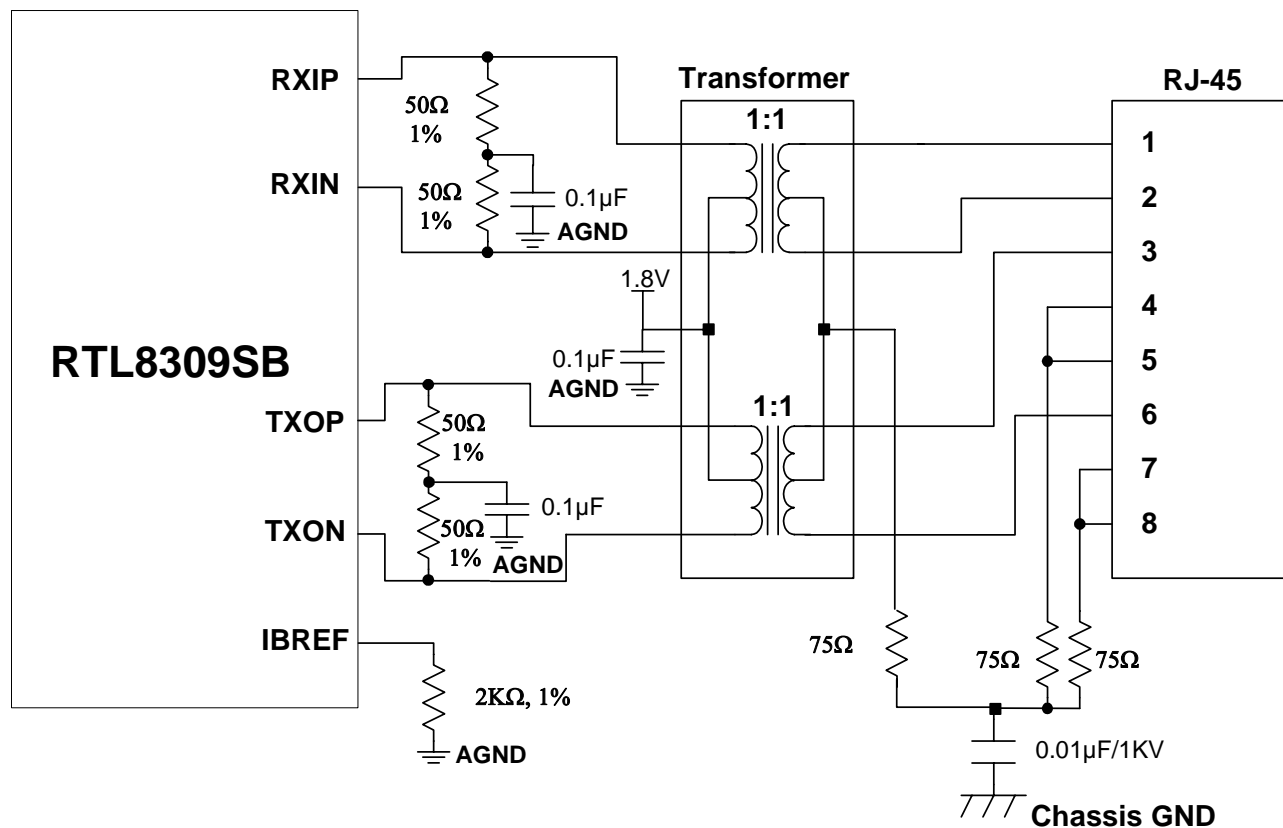 RXIP
50Ω
1%
RXIN
50Ω
1%
0.1µF
AGND
Transformer
1:1
RJ-45
1
2
3
4
5
6
7
8
1.8V
0.1µF
AGND
1:1
RTL8309SB
TXOP
50Ω
1%
TXON
50Ω
1%
0.1µF
AGND
IBREF
2KΩ, 1%
AGND
75Ω
75Ω
75Ω
0.01µF/1KV
Chassis GND